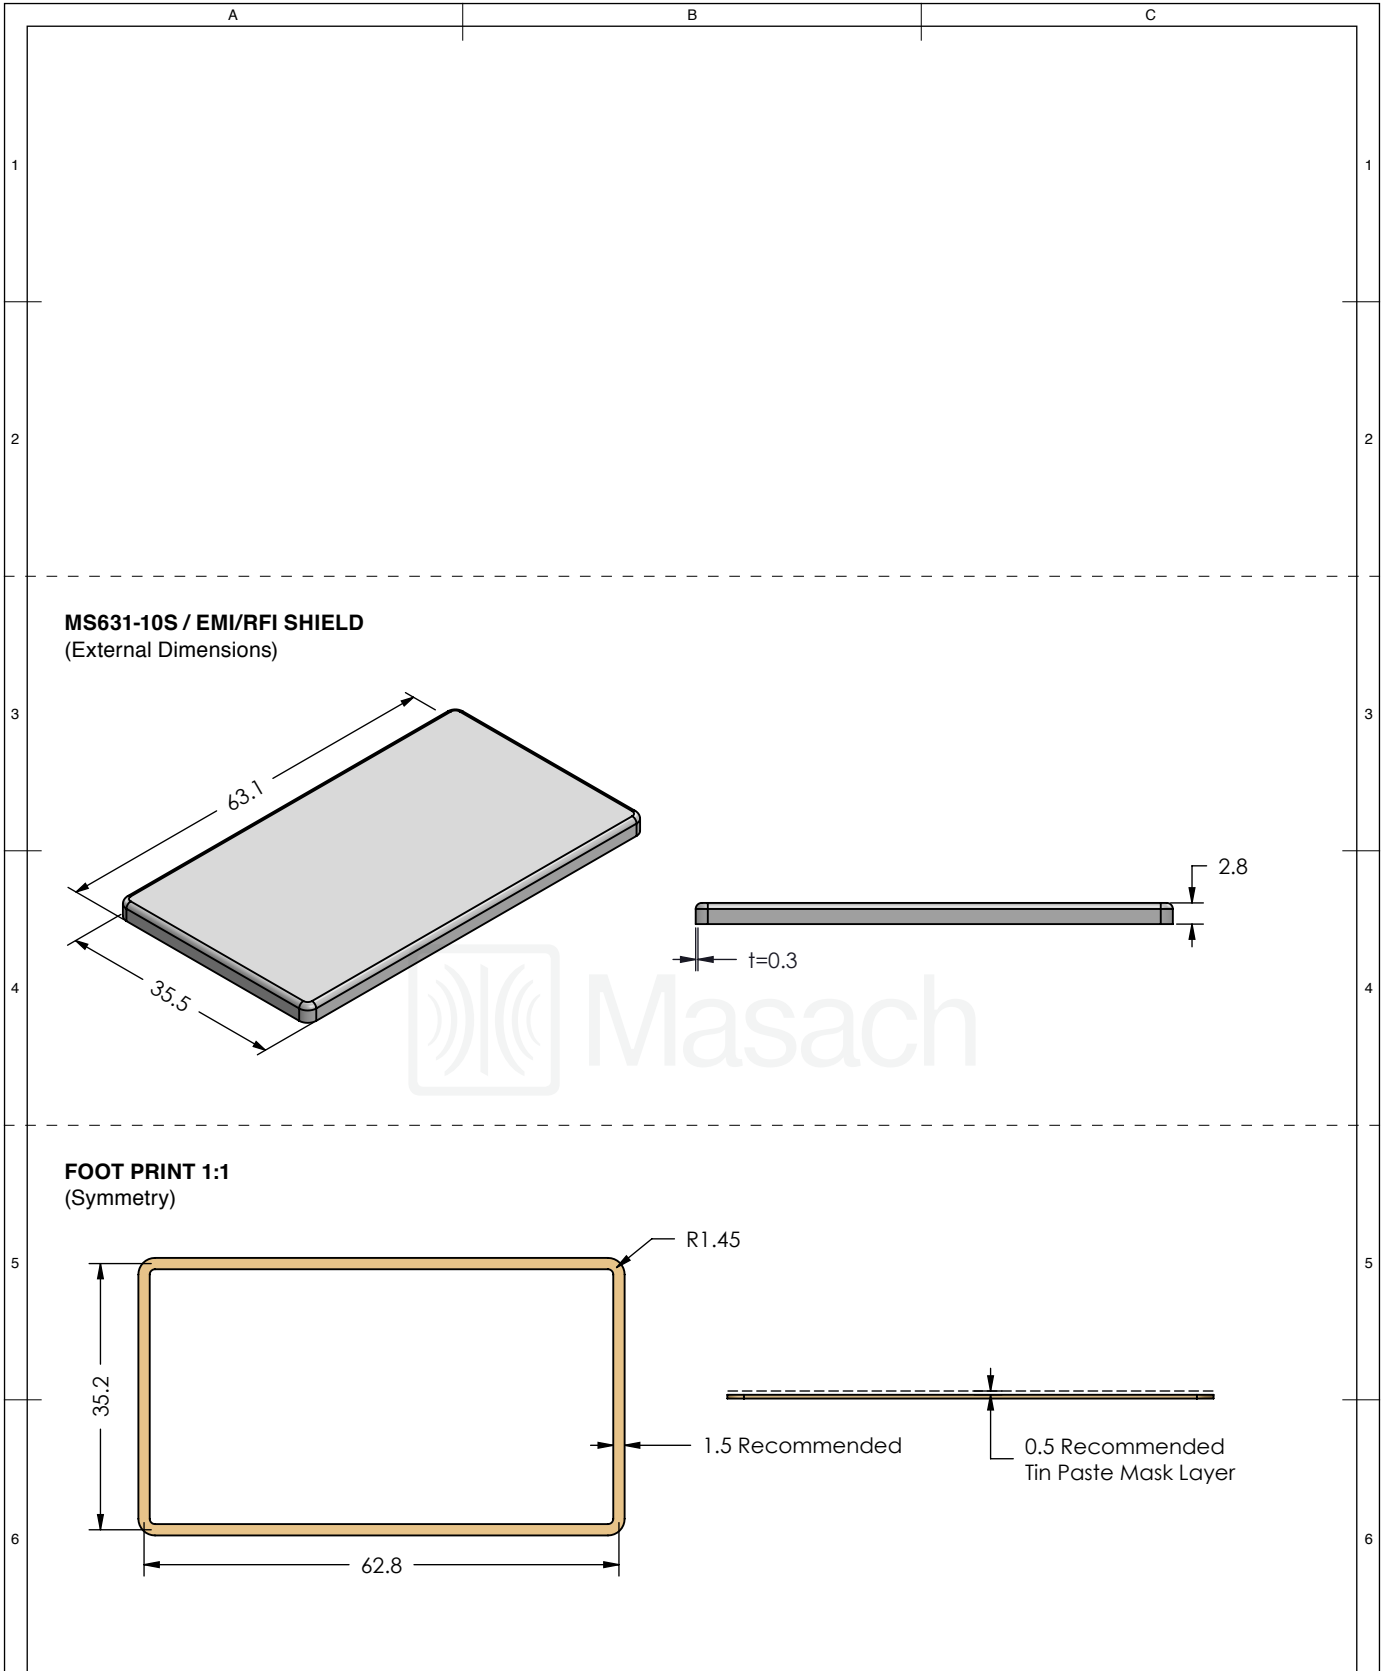 A B C
1 1
2 2
MS631-10S / EMI/RFI SHIELD
(External Dimensions)
3 3
63.1
2.8
t=0.3
35.5
4 4
Masach
FOOT PRINT 1:1
(Symmetry)
R1.45
5 5
35.2
1.5 Recommended
0.5 Recommended
Tin Paste Mask Layer
6 6
62.8